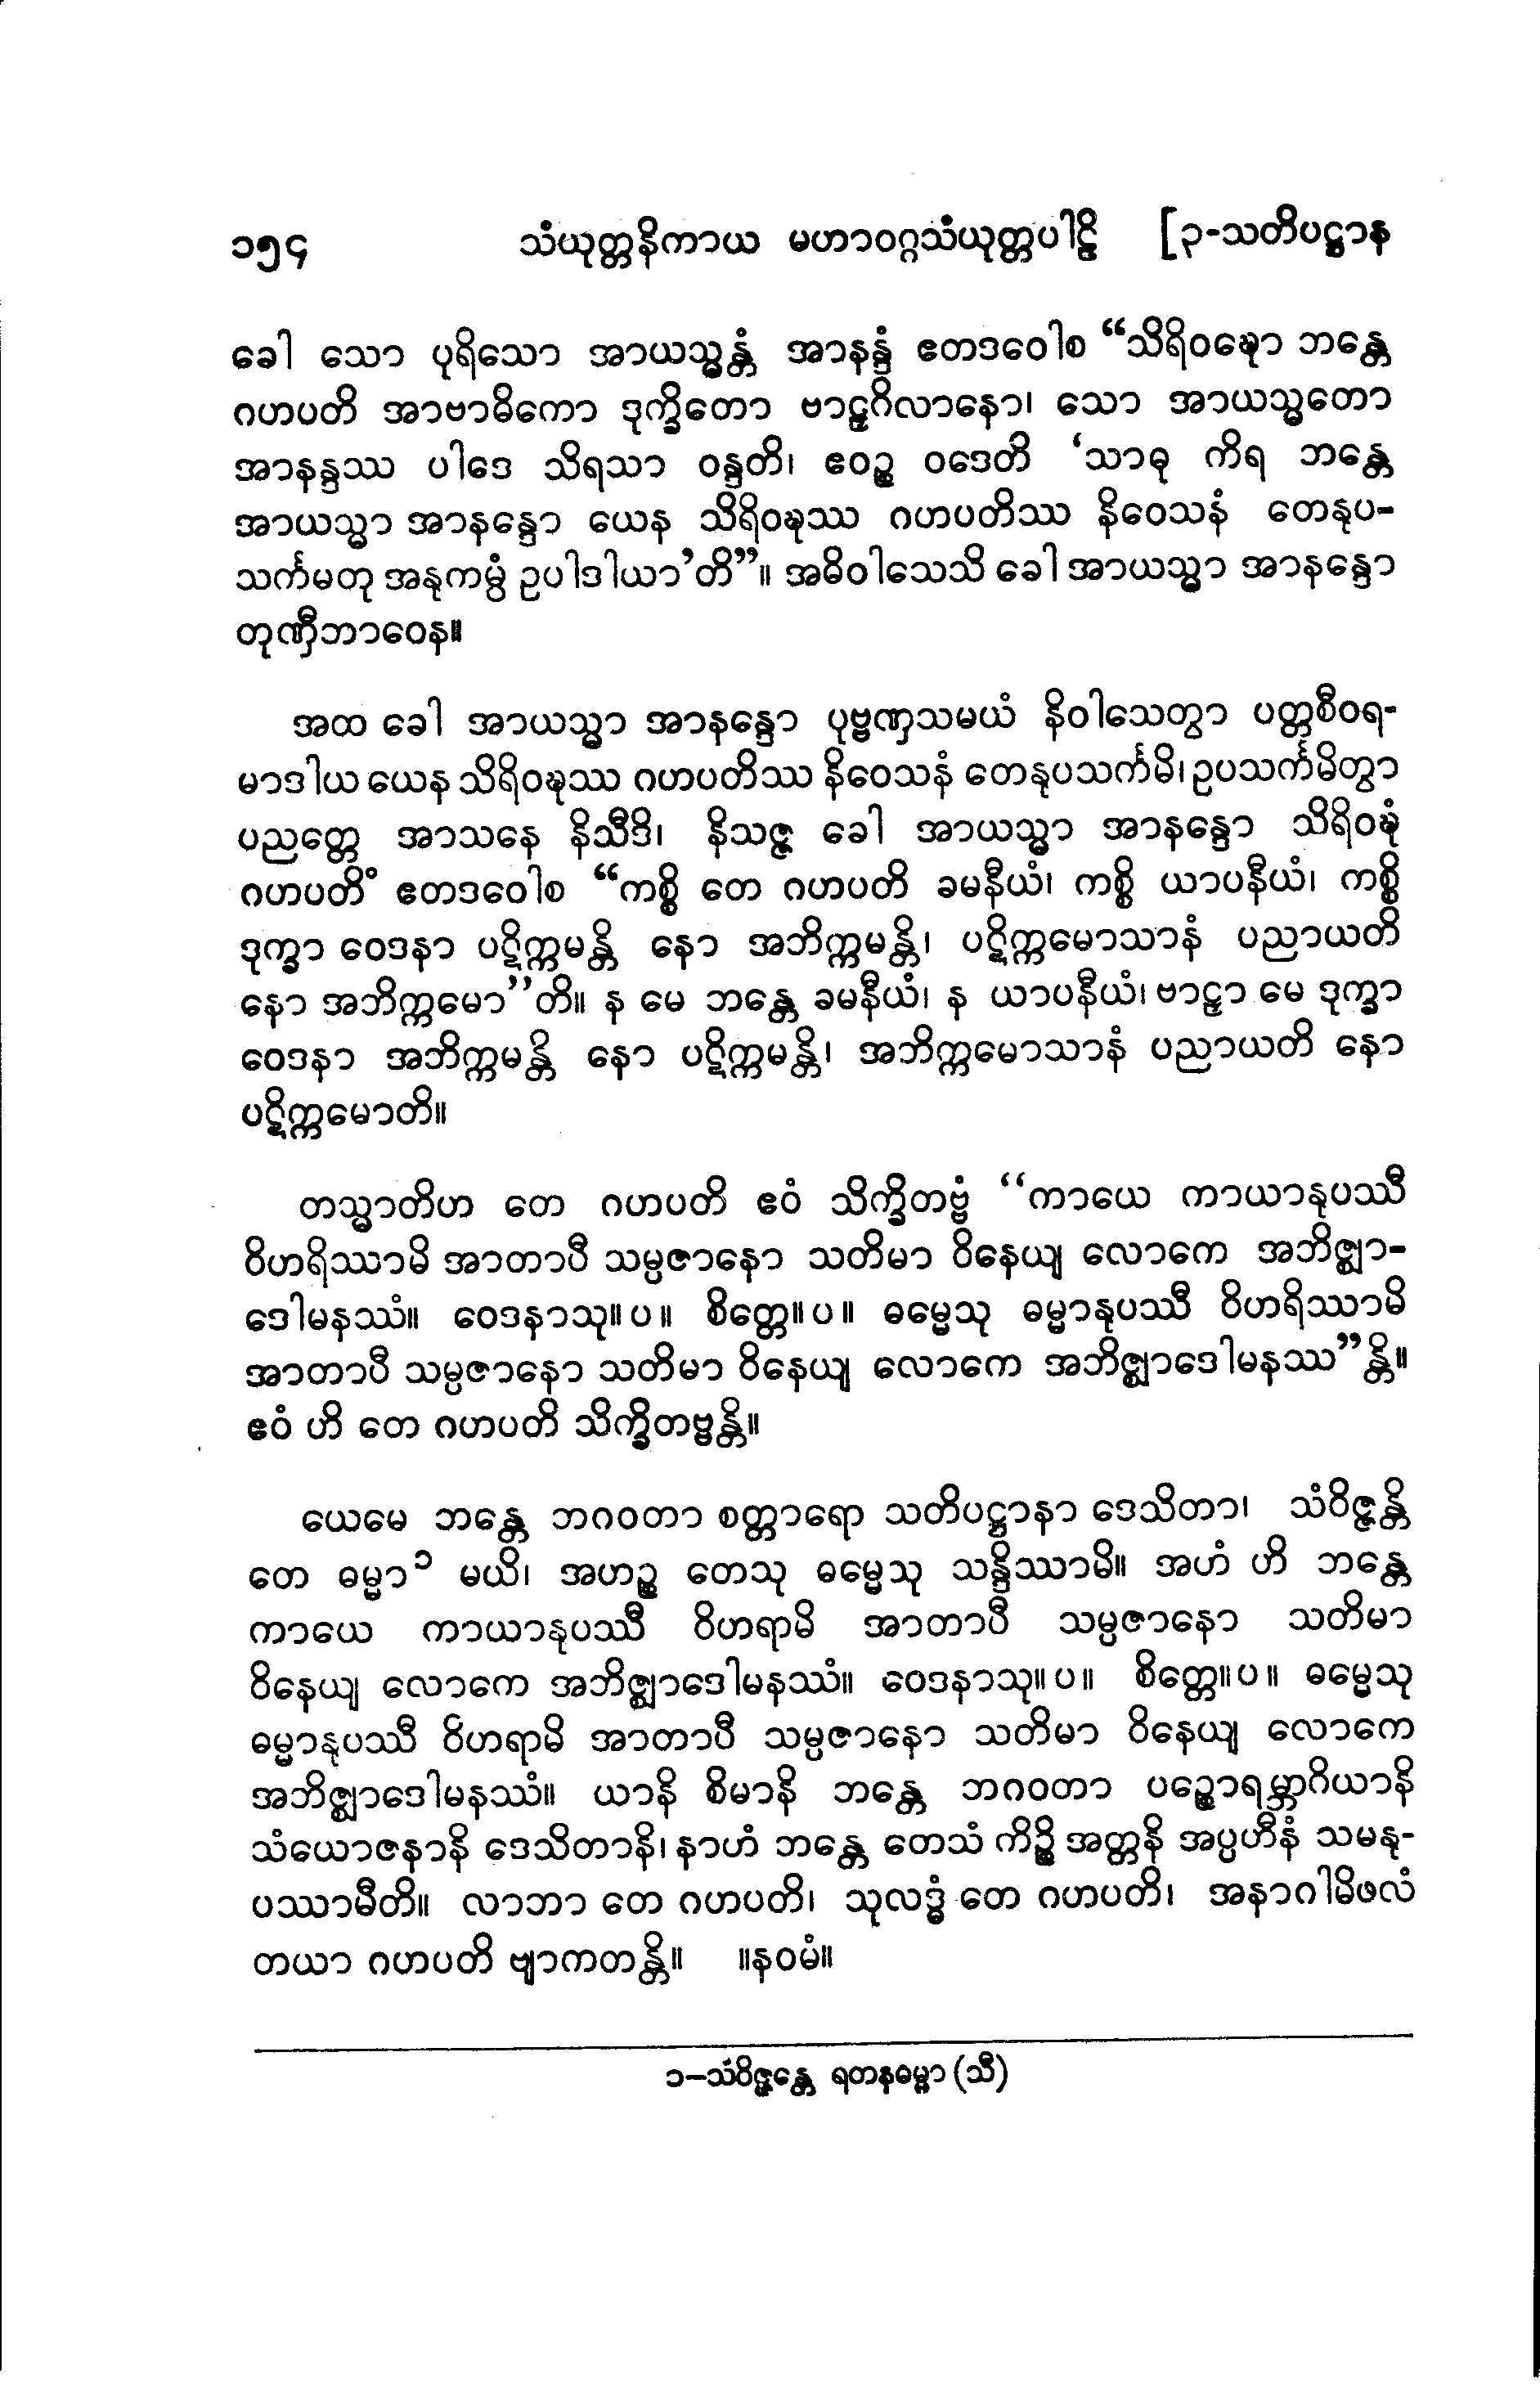 ၁၅၄ သံယုတ္တနိကာယ မဟာဝဂ္ဂသံယုတ္တပါဠိ [၃-သတိပဋ္ဌာန
ခေါ သော ပုရိသော အာယသ္မန္တံ အာနန္ဒံ ဧတဒဝေါစ “သိရိဝဍ္ဎော ဘန္တေ
ဂဟပတိ အာဗာဓိကော ဒုက္ခိတော ဗာဠှဂိလာနော၊ သော အာယသ္မတော
အာနန္ဒဿ ပါဒေ သိရသာ ဝန္ဒတိ၊ ဧဝဉ္စ ဝဒေတိ ‘သာဓု ကိရ ဘန္တေ
အာယသ္မာ အာနန္ဒော ယေန သိရိဝဍ္ဎဿ ဂဟပတိဿ နိဝေသနံ တေနုပ-
သင်္ကမတု အနုကမ္ပံ ဥပါဒါယာ’တိ”။ အဓိဝါသေသိ ခေါ အာယသ္မာ အာနန္ဒော
တုဏှီဘာဝေန။
အထ ခေါ အာယသ္မာ အာနန္ဒော ပုဗ္ဗဏှသမယံ နိဝါသေတွာ ပတ္တစီဝရ-
မာဒါယ ယေန သိရိဝဍ္ဎဿ ဂဟပတိဿ နိဝေသနံ တေနုပသင်္ကမိ၊ ဥပသင်္ကမိတွာ
ပညတ္တေ အာသနေ နိသီဒိ၊ နိသဇ္ဇ ခေါ အာယသ္မာ အာနန္ဒော သိရိဝဍ္ဎံ
ဂဟပတိံ ဧတဒဝေါစ “ကစ္စိ တေ ဂဟပတိ ခမနီယံ၊ ကစ္စိ ယာပနီယံ၊ ကစ္စိ
ဒုက္ခာ ဝေဒနာ ပဋိက္ကမန္တိ နော အဘိက္ကမန္တိ၊ ပဋိက္ကမောသာနံ ပညာယတိ
နော အဘိက္ကမော”တိ။ န မေ ဘန္တေ ခမနီယံ၊ န ယာပနီယံ၊ ဗာဠှာ မေ ဒုက္ခာ
ဝေဒနာ အဘိက္ကမန္တိ နော ပဋိက္ကမန္တိ၊ အဘိက္ကမောသာနံ ပညာယတိ နော
ပဋိက္ကမောတိ။
တသ္မာတိဟ တေ ဂဟပတိ ဧဝံ သိက္ခိတဗ္ဗံ “ကာယေ ကာယာနုပဿီ
ဝိဟရိဿာမိ အာတာပီ သမ္ပဇာနော သတိမာ ဝိနေယျ လောကေ အဘိဇ္ဈာ-
ဒေါမနဿံ။ ဝေဒနာသု။ ပ။ စိတ္တေ။ ပ။ ဓမ္မေသု ဓမ္မာနုပဿီ ဝိဟရိဿာမိ
အာတာပီ သမ္ပဇာနော သတိမာ ဝိနေယျ လောကေ အဘိဇ္ဈာဒေါမနဿ”န္တိ။
ဧဝံ ဟိ တေ ဂဟပတိ သိက္ခိတဗ္ဗန္တိ။
ယေမေ ဘန္တေ ဘဂဝတာ စတ္တာရော သတိပဋ္ဌာနာ ဒေသိတာ၊ သံဝိဇ္ဇန္တိ
တေ ဓမ္မာ ၁ မယိ၊ အဟဉ္စ တေသု ဓမ္မေသု သန္ဒိဿာမိ။ အဟံ ဟိ ဘန္တေ
ကာယေ ကာယာနုပဿီ ဝိဟရာမိ အာတာပီ သမ္ပဇာနော သတိမာ
ဝိနေယျ လောကေ အဘိဇ္ဈာဒေါမနဿံ။ ဝေဒနာသု။ ပ။ စိတ္တေ။ ပ။ ဓမ္မေသု
ဓမ္မာနုပဿီ ဝိဟရာမိ အာတာပီ သမ္ပဇာနော သတိမာ ဝိနေယျ လောကေ
အဘိဇ္ဈာဒေါမနဿံ။ ယာနိ စိမာနိ ဘန္တေ ဘဂဝတာ ပဉ္စောရမ္ဘာဂိယာနိ
သံယောဇနာနိ ဒေသိတာနိ၊ နာဟံ ဘန္တေ တေသံ ကိဉ္စိ အတ္တနိ အပ္ပဟီနံ သမနု-
ပဿာမီတိ။ လာဘာ တေ ဂဟပတိ၊ သုလဒ္ဓံ တေ ဂဟပတိ၊ အနာဂါမိဖလံ
တယာ ဂဟပတိ ဗျာကတန္တိ။ ။နဝမံ။
၁–သံဝိဇ္ဇန္တေ ရတနဓမ္မာ (သီ)